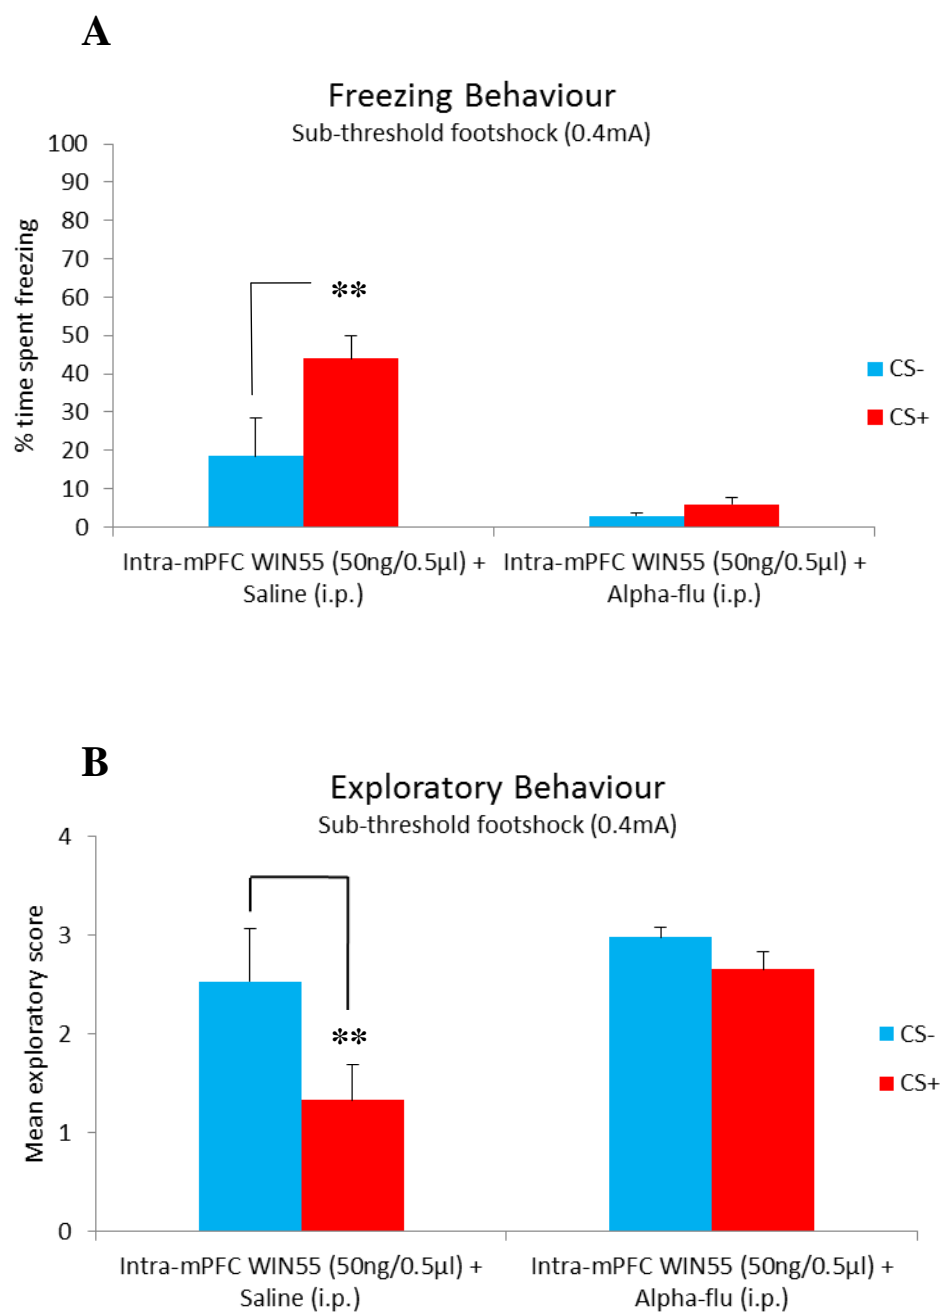 A
Freezing Behaviour
Sub-threshold footshock (0.4mA)
100
90
80
70
60
50
40
30
20
10
0
% time spent freezing
**
CS-
CS+
Intra-mPFC WIN55 (50ng/0.5µl) +
Saline (i.p.)
Intra-mPFC WIN55 (50ng/0.5µl) +
Alpha-flu (i.p.)
B
Exploratory Behaviour
Sub-threshold footshock (0.4mA)
4
3
2
1
0
Mean exploratory score
**
CS-
CS+
Intra-mPFC WIN55 (50ng/0.5µl) +
Saline (i.p.)
Intra-mPFC WIN55 (50ng/0.5µl) +
Alpha-flu (i.p.)